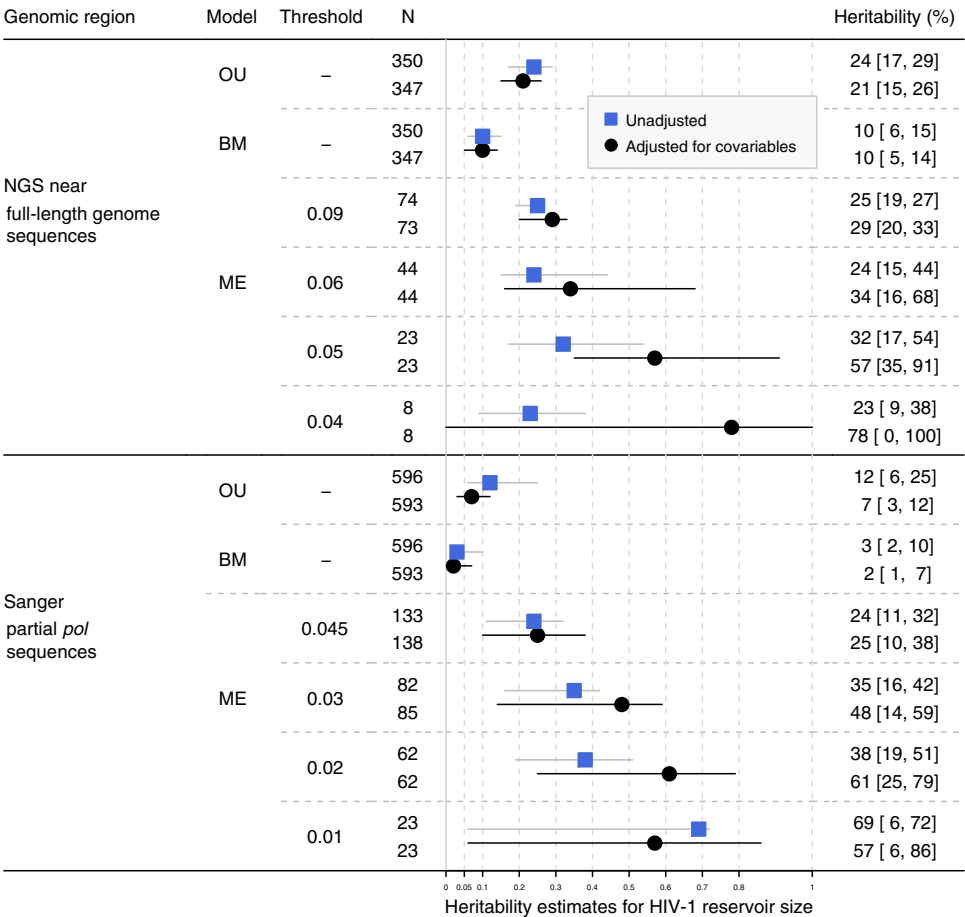 Genomic region Model Threshold N Heritability (%)
OU – 350 24 [17, 29]
347 21 [15, 26]
Unadjusted
Adjusted for covariables
BM – 350 10 [ 6, 15]
347 10 [ 5, 14]
NGS near
full-length genome
sequences
0.09 74 25 [19, 27]
73 29 [20, 33]
ME 0.06 44 24 [15, 44]
44 34 [16, 68]
0.05 23 32 [17, 54]
23 57 [35, 91]
0.04 8 23 [ 9, 38]
8 78 [ 0, 100]
OU – 596 12 [ 6, 25]
593 7 [ 3, 12]
BM – 596 3 [ 2, 10]
593 2 [ 1, 7]
Sanger
partial pol
sequences
0.045 133 24 [11, 32]
138 25 [10, 38]
ME 0.03 82 35 [16, 42]
85 48 [14, 59]
0.02 62 38 [19, 51]
62 61 [25, 79]
0.01 23 69 [ 6, 72]
23 57 [ 6, 86]
0 0.05 0.1 0.2 0.3 0.4 0.5 0.6 0.7 0.8 1
Heritability estimates for HIV-1 reservoir size